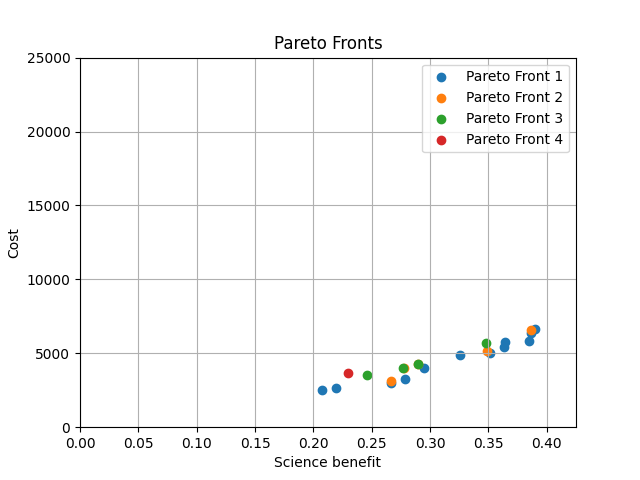 Pareto Fronts
25000
20000
15000
10000
5000
0
Cost
Pareto Front 1
Pareto Front 2
Pareto Front 3
Pareto Front 4
0.00 0.05 0.10 0.15 0.20 0.25 0.30 0.35 0.40
Science benefit